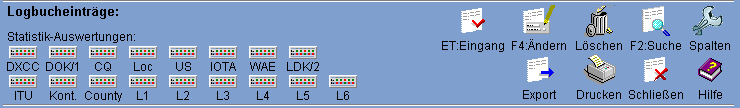 Logbucheinträge:
Statistik-Auswertungen:
DXCC DOK/1 CQ Loc US IOTA WAE LDK/2
ITU Kont. County L1 L2 L3 L4 L5 L6
ET:Eingang F4:Ändern Löschen F2:Suche Spalten
Export Drucken Schließen Hilfe